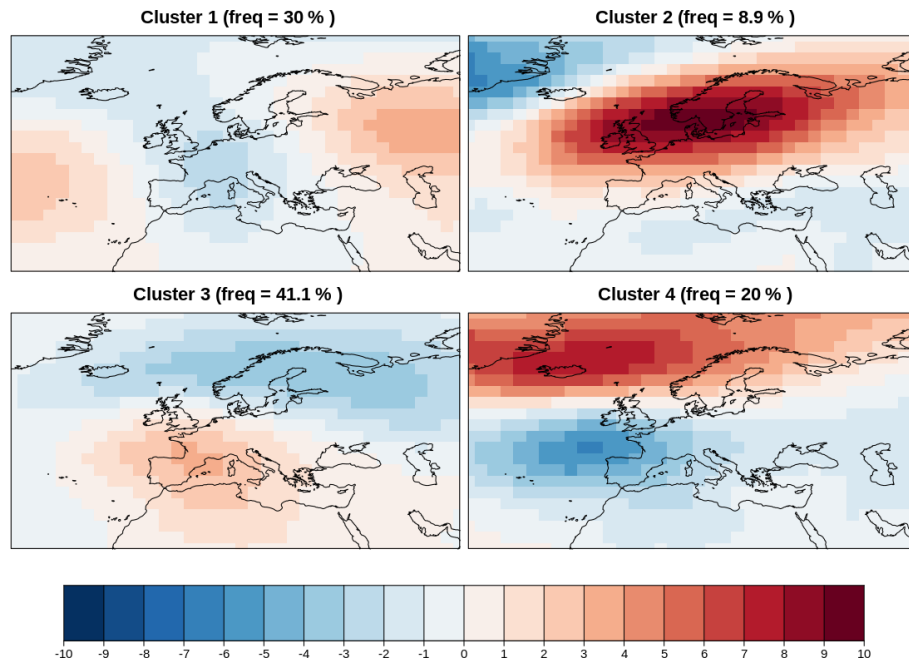 Cluster 1 (freq = 30 % )
Cluster 2 (freq = 8.9 % )
Cluster 3 (freq = 41.1 % )
Cluster 4 (freq = 20 % )
-10 -9 -8 -7 -6 -5 -4 -3 -2 -1 0 1 2 3 4 5 6 7 8 9 10